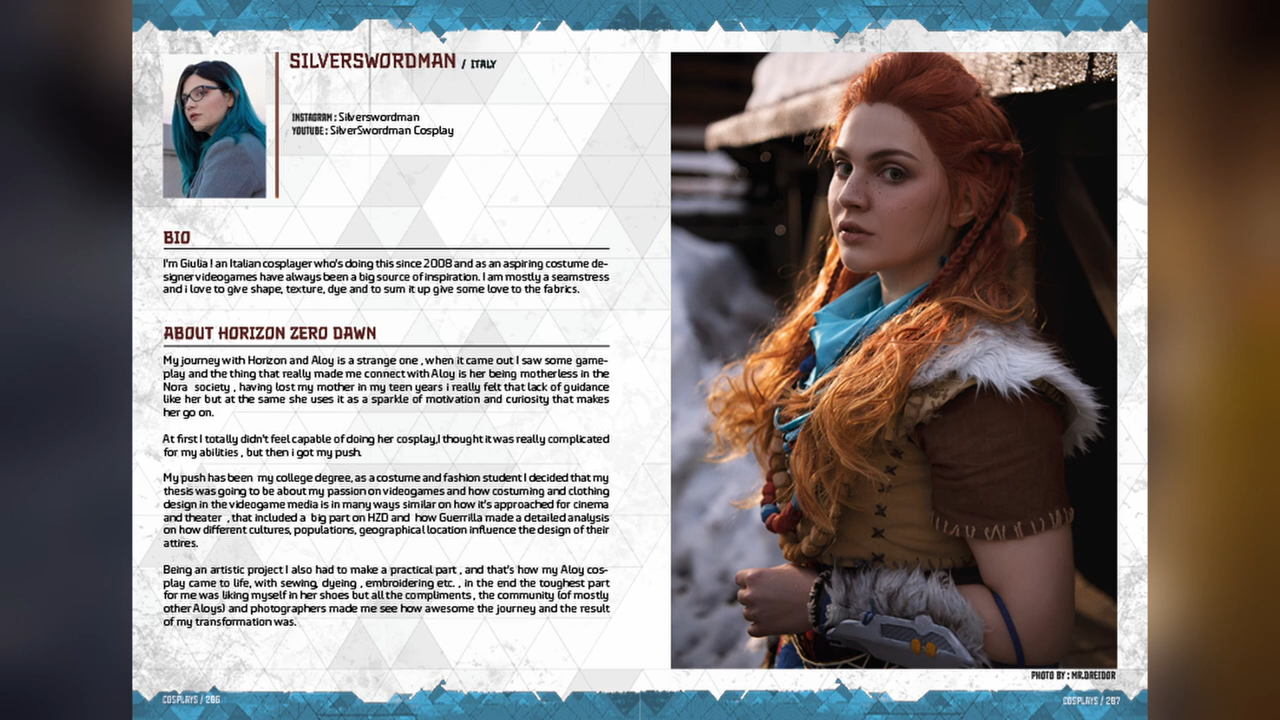 SILVERSWORDMAN / ITALY
INSTAGRAM : Silverswordman
YOUTUBE : SilverSwordman Cosplay
BIO
I'm Giulia ! an Italian cosplayer who's doing this since 2008 and as an aspiring costume de-
signer videogames have always been a big source of inspiration. I am mostly a seamstress
and i love to give shape, texture, dye and to sum it up give some love to the fabrics.
ABOUT HORIZON ZERO DAWN
My journey with Horizon and Aloy is a strange one , when it came out I saw some game-
play and the thing that really made me connect with Aloy is her being motherless in the
Nora society , having lost my mother in my teen years i really felt that lack of guidance
like her but at the same she uses it as a sparkle of motivation and curiosity that makes
her go on.
At first I totally didn't feel capable of doing her cosplay,I thought it was really complicated
for my abilities , but then i got my push.
My push has been my college degree, as a costume and fashion student I decided that my
thesis was going to be about my passion on videogames and how costuming and clothing
design in the videogame media is in many ways similar on how it's approached for cinema
and theater , that included a big part on HZD and how Guerrilla made a detailed analysis
on how different cultures, populations, geographical location influence the design of their
attires.
Being an artistic project I also had to make a practical part , and that's how my Aloy cos-
play came to life, with sewing, dyeing , embroidering etc. , in the end the toughest part
for me was liking myself in her shoes but all the compliments , the community (of mostly
other Aloys) and photographers made me see how awesome the journey and the result
of my transformation was.
PHOTO BY : MR.DREIDOR
COSPLAYS / 206
COSPLAYS / 207